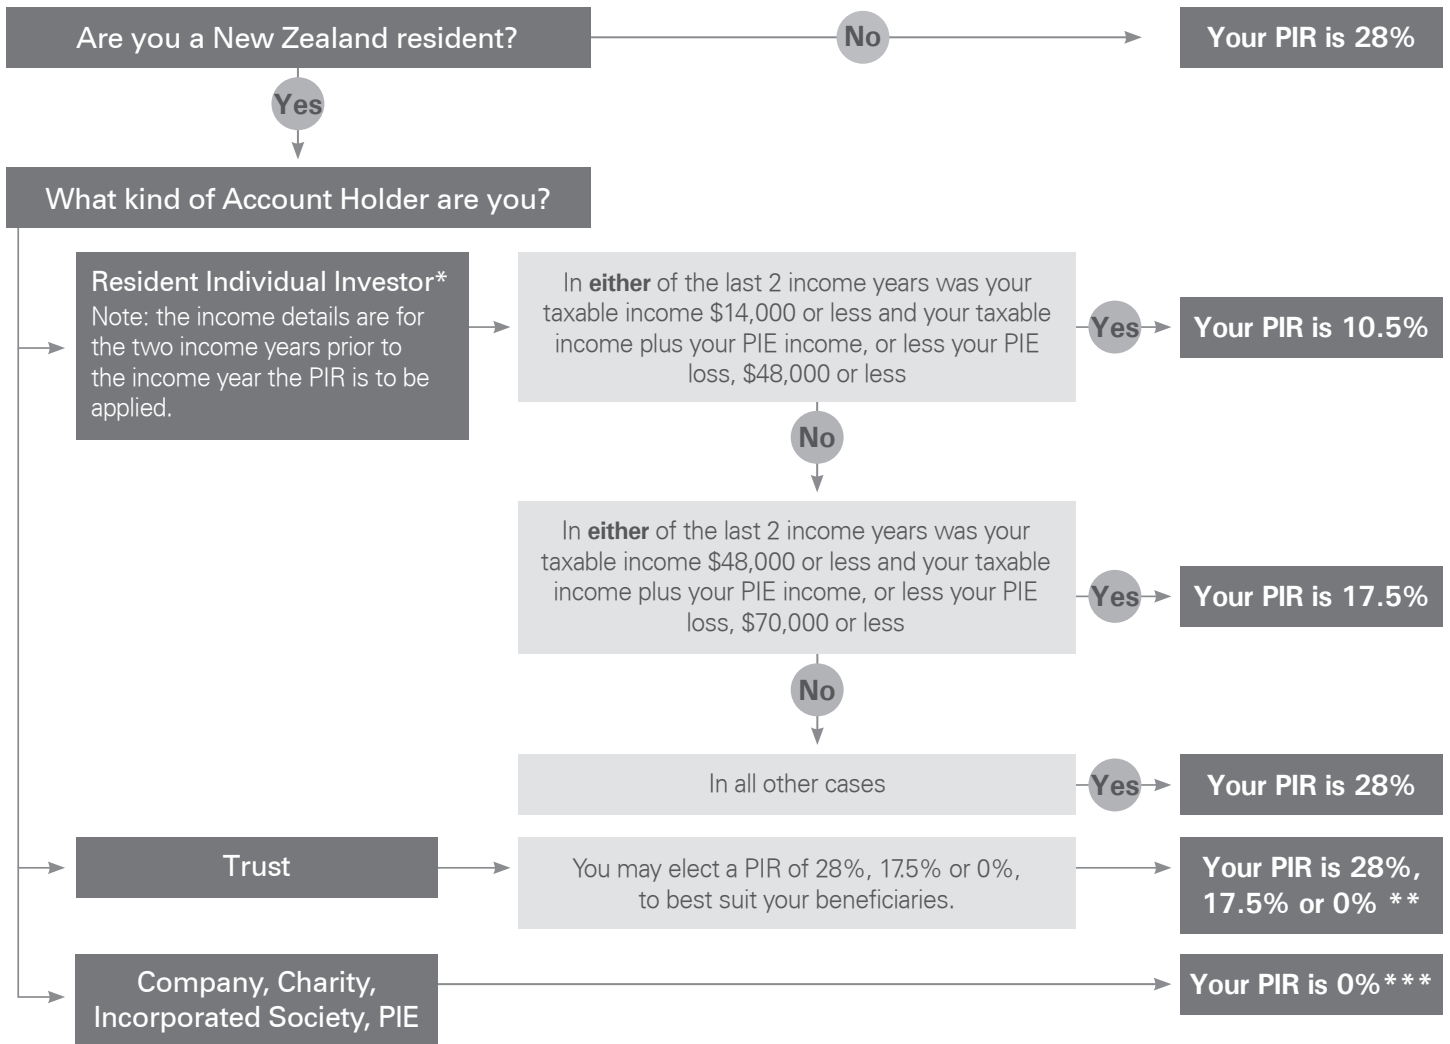 Are you a New Zealand resident?
No
Your PIR is 28%
Yes
What kind of Account Holder are you?
Resident Individual Investor*
Note: the income details are for
the two income years prior to
the income year the PIR is to be
applied.
In either of the last 2 income years was your
taxable income $14,000 or less and your taxable
income plus your PIE income, or less your PIE
loss, $48,000 or less
Yes
Your PIR is 10.5%
No
In either of the last 2 income years was your
taxable income $48,000 or less and your taxable
income plus your PIE income, or less your PIE
loss, $70,000 or less
Yes
Your PIR is 17.5%
No
In all other cases
Yes
Your PIR is 28%
Trust
You may elect a PIR of 28%, 17.5% or 0%,
to best suit your beneficiaries.
Your PIR is 28%,
17.5% or 0% **
Company, Charity,
Incorporated Society, PIE
Your PIR is 0%***